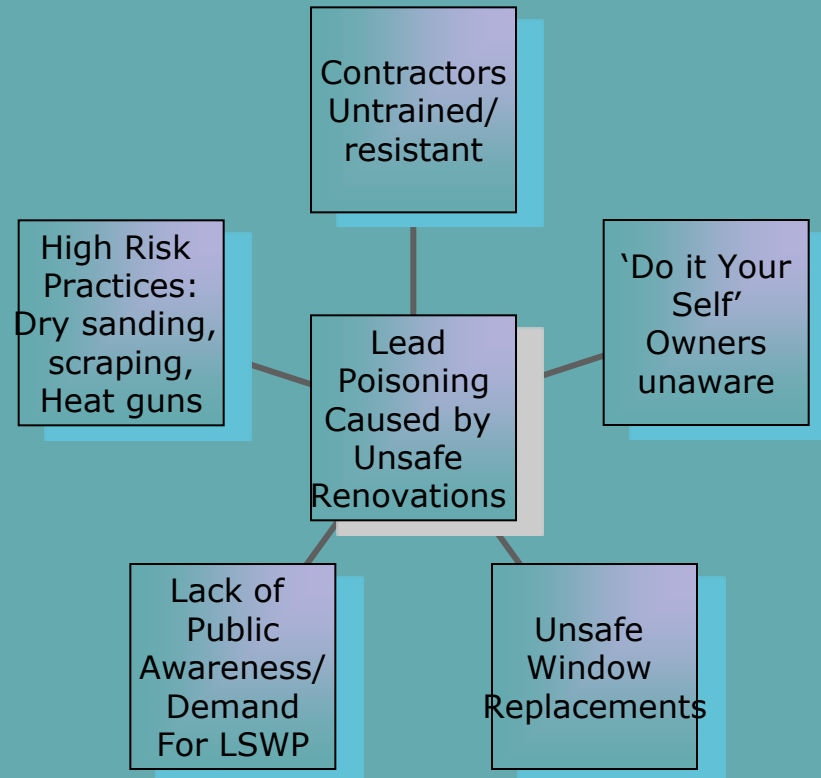 Contractors
Untrained/
resistant
High Risk
Practices:
Dry sanding,
scraping,
Heat guns
‘Do it Your
Self’
Owners
unaware
Lead
Poisoning
Caused by
Unsafe
Renovations
Lack of
Public
Awareness/
Demand
For LSWP
Unsafe
Window
Replacements